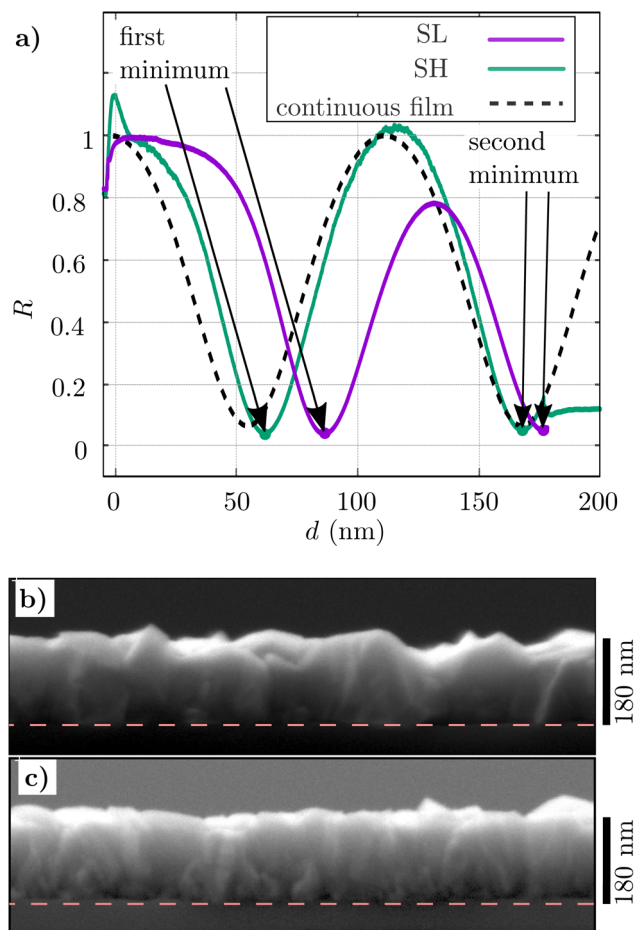 a)
first
minimum
SL
SH
continuous film
second
minimum
1
0.8
0.6
0.4
0.2
0
R
0
50
100
150
200
d (nm)
b)
180 nm
c)
180 nm